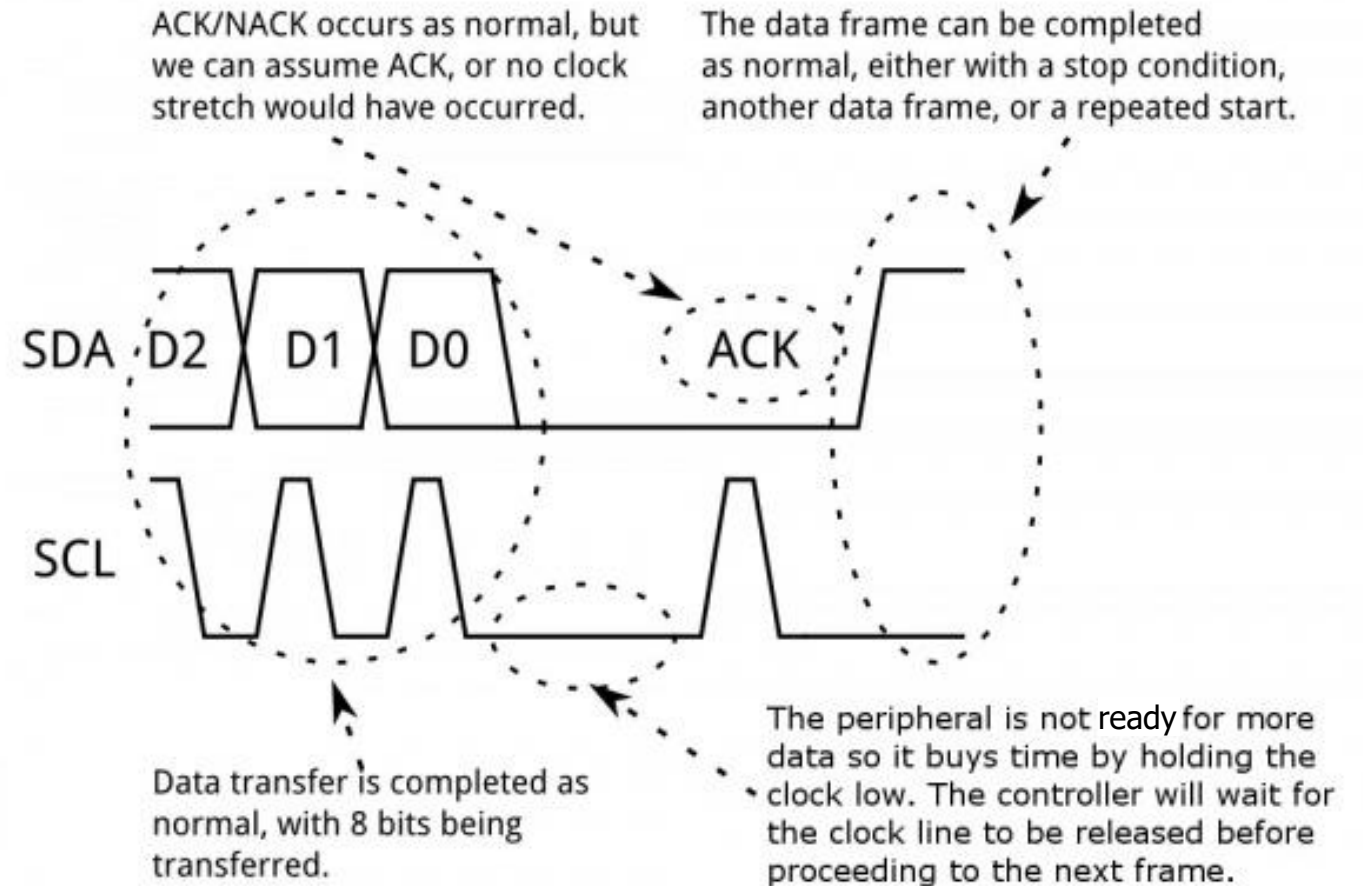 ACK/NACK occurs as normal, but
we can assume ACK, or no clock
stretch would have occurred.
The data frame can be completed
as normal, either with a stop condition,
another data frame, or a repeated start.
SDA D2 D1 D0 ACK
SCL
Data transfer is completed as
normal, with 8 bits being
transferred.
The peripheral is not ready for more
data so it buys time by holding the
clock low. The controller will wait for
the clock line to be released before
proceeding to the next frame.